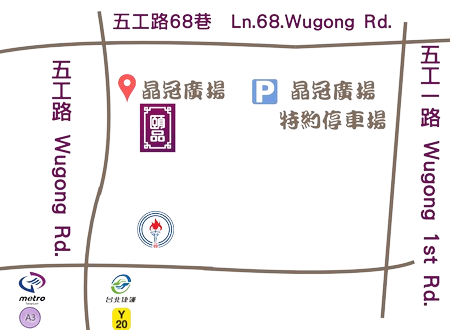 五工路68巷 Ln.68.Wugong Rd.
五工路 Wugong Rd.
晶冠廣場
頤品
P 晶冠廣場
特約停車場
五工一路 Wugong 1st Rd.
metro
A3
台北捷運
Y
20